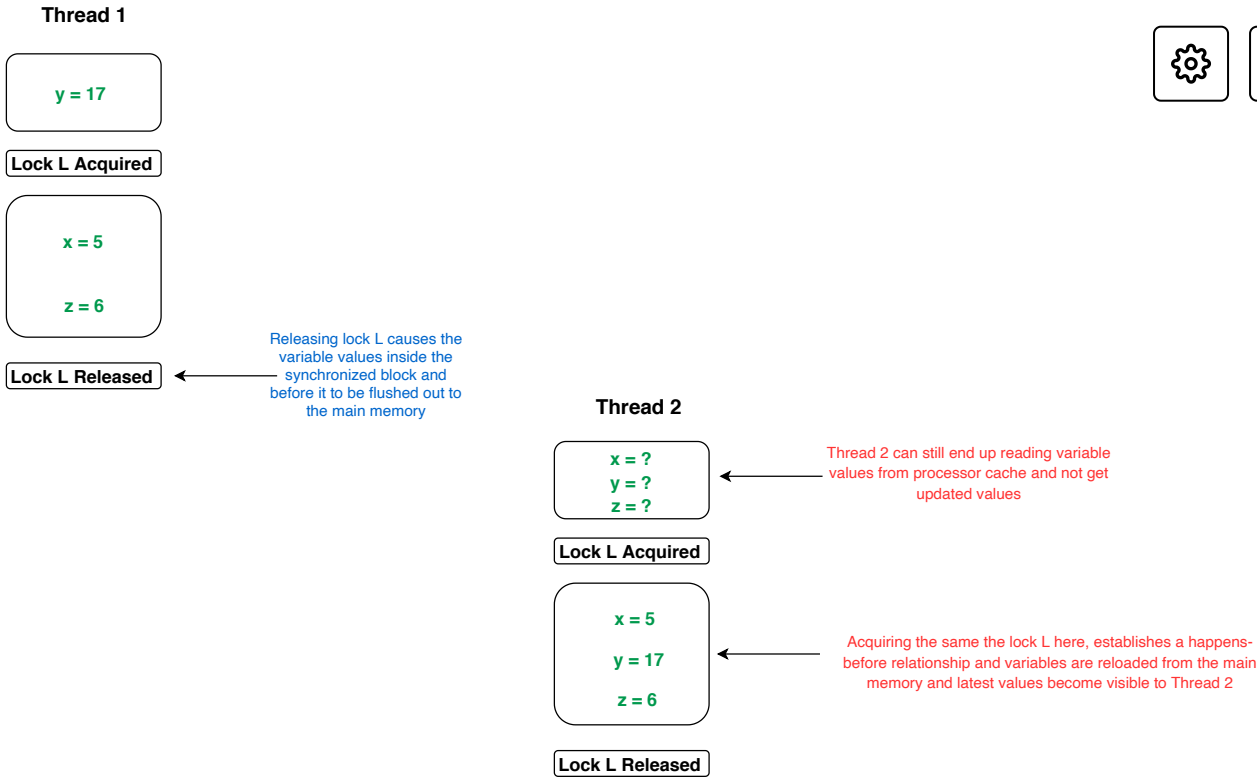 Thread 1
y = 17
Lock L Acquired
x = 5
z = 6
Lock L Released
Releasing lock L causes the
variable values inside the
synchronized block and
before it to be flushed out to
the main memory
Thread 2
x = ?
y = ?
z = ?
Thread 2 can still end up reading variable
values from processor cache and not get
updated values
Lock L Acquired
x = 5
y = 17
z = 6
Acquiring the same the lock L here, establishes a happens-
before relationship and variables are reloaded from the main
memory and latest values become visible to Thread 2
Lock L Released